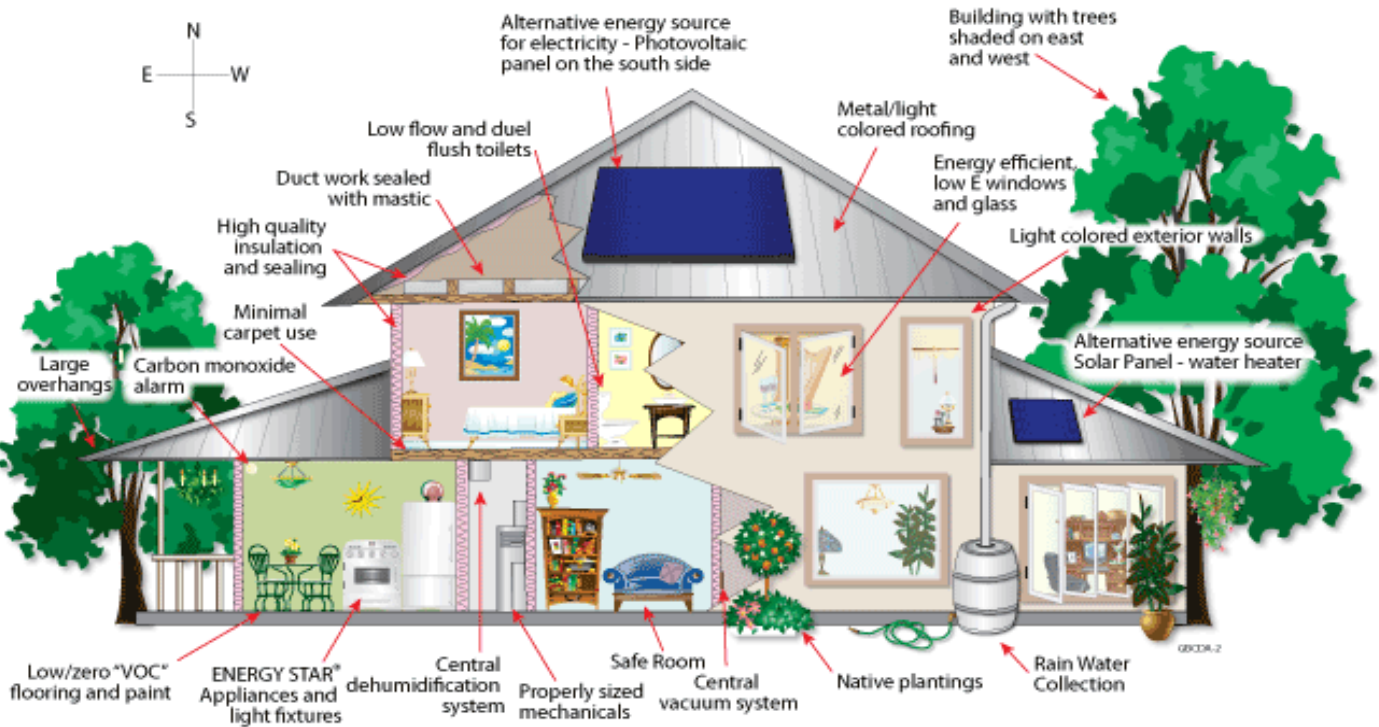 N
E
W
S
Alternative energy source
for electricity - Photovoltaic
panel on the south side
Building with trees
shaded on east
and west
Low flow and duel
flush toilets
Metal/light
colored roofing
Duct work sealed
with mastic
Energy efficient,
low E windows
and glass
High quality
insulation
and sealing
Light colored exterior walls
Minimal
carpet use
Large
overhangs
Carbon monoxide
alarm
Alternative energy source
Solar Panel - water heater
GBCDA-2
Low/zero "VOC"
flooring and paint
ENERGY STAR®
Appliances and
light fixtures
Central
dehumidification
system
Properly sized
mechanicals
Safe Room
Central
vacuum system
Native plantings
Rain Water
Collection